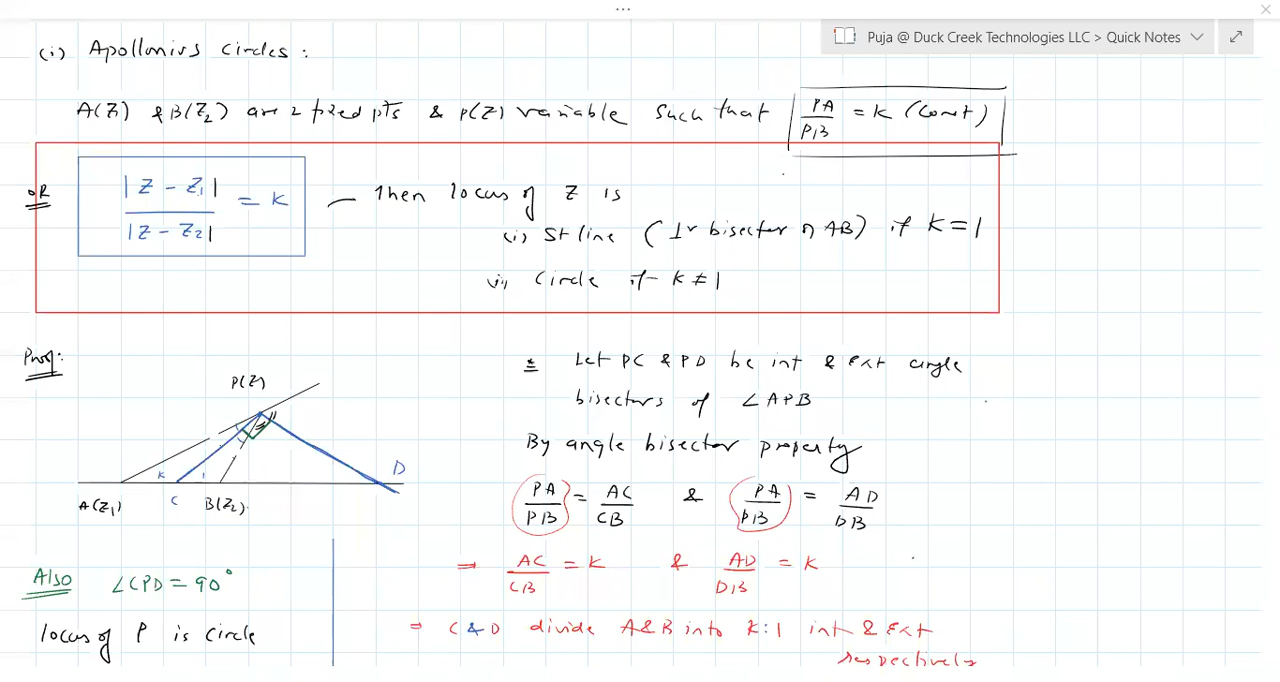 ...
Puja @ Duck Creek Technologies LLC > Quick Notes
(i) Apollonius Circles :
A(Z₁) & B(Z₂) are 2 fixed pts & P(Z) variable such that PA/PB = K (const)
OR |Z - Z₁| / |Z - Z₂| = K — Then locus of Z is
(i) St line (⊥r bisector of AB) if K = 1
(ii) Circle if K ≠ 1
Proof:
P(Z)
K
1
D
A(Z₁) C B(Z₂)
* Let PC & PD be int & Ext angle
bisectors of ∠APB
By angle bisector property
PA/PB = AC/CB & PA/PB = AD/DB
⇒ AC/CB = K & AD/DB = K
⇒ C & D divide A & B into K:1 int & Ext
respectively
Also ∠CPD = 90°
locus of P is circle